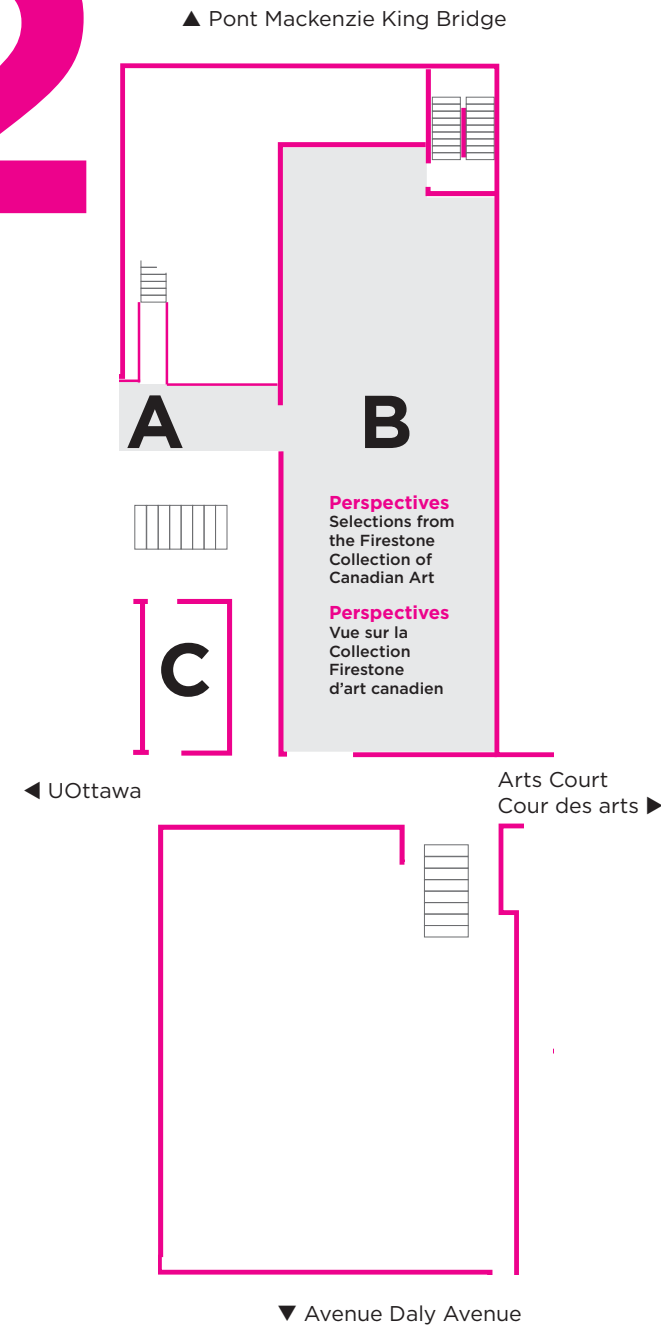 2
▲ Pont Mackenzie King Bridge
A
B
Perspectives
Selections from
the Firestone
Collection of
Canadian Art
Perspectives
Vue sur la
Collection
Firestone
d'art canadien
C
◀ UOttawa
Arts Court
Cour des arts ▶
▼ Avenue Daly Avenue